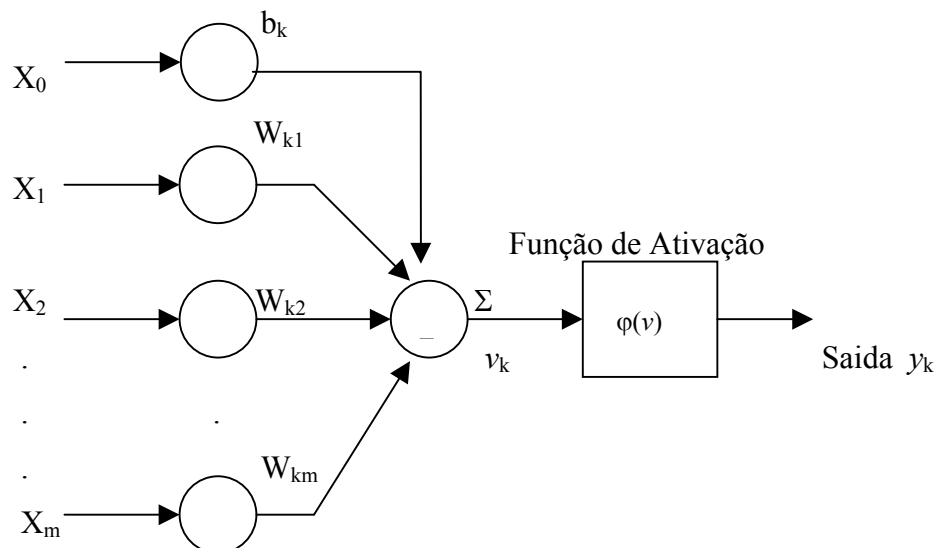 b_k
X_0
W_k1
X_1
Função de Ativação
X_2
W_k2
Σ
φ(v)
v_k
Saida y_k
.
.
.
.
W_km
X_m